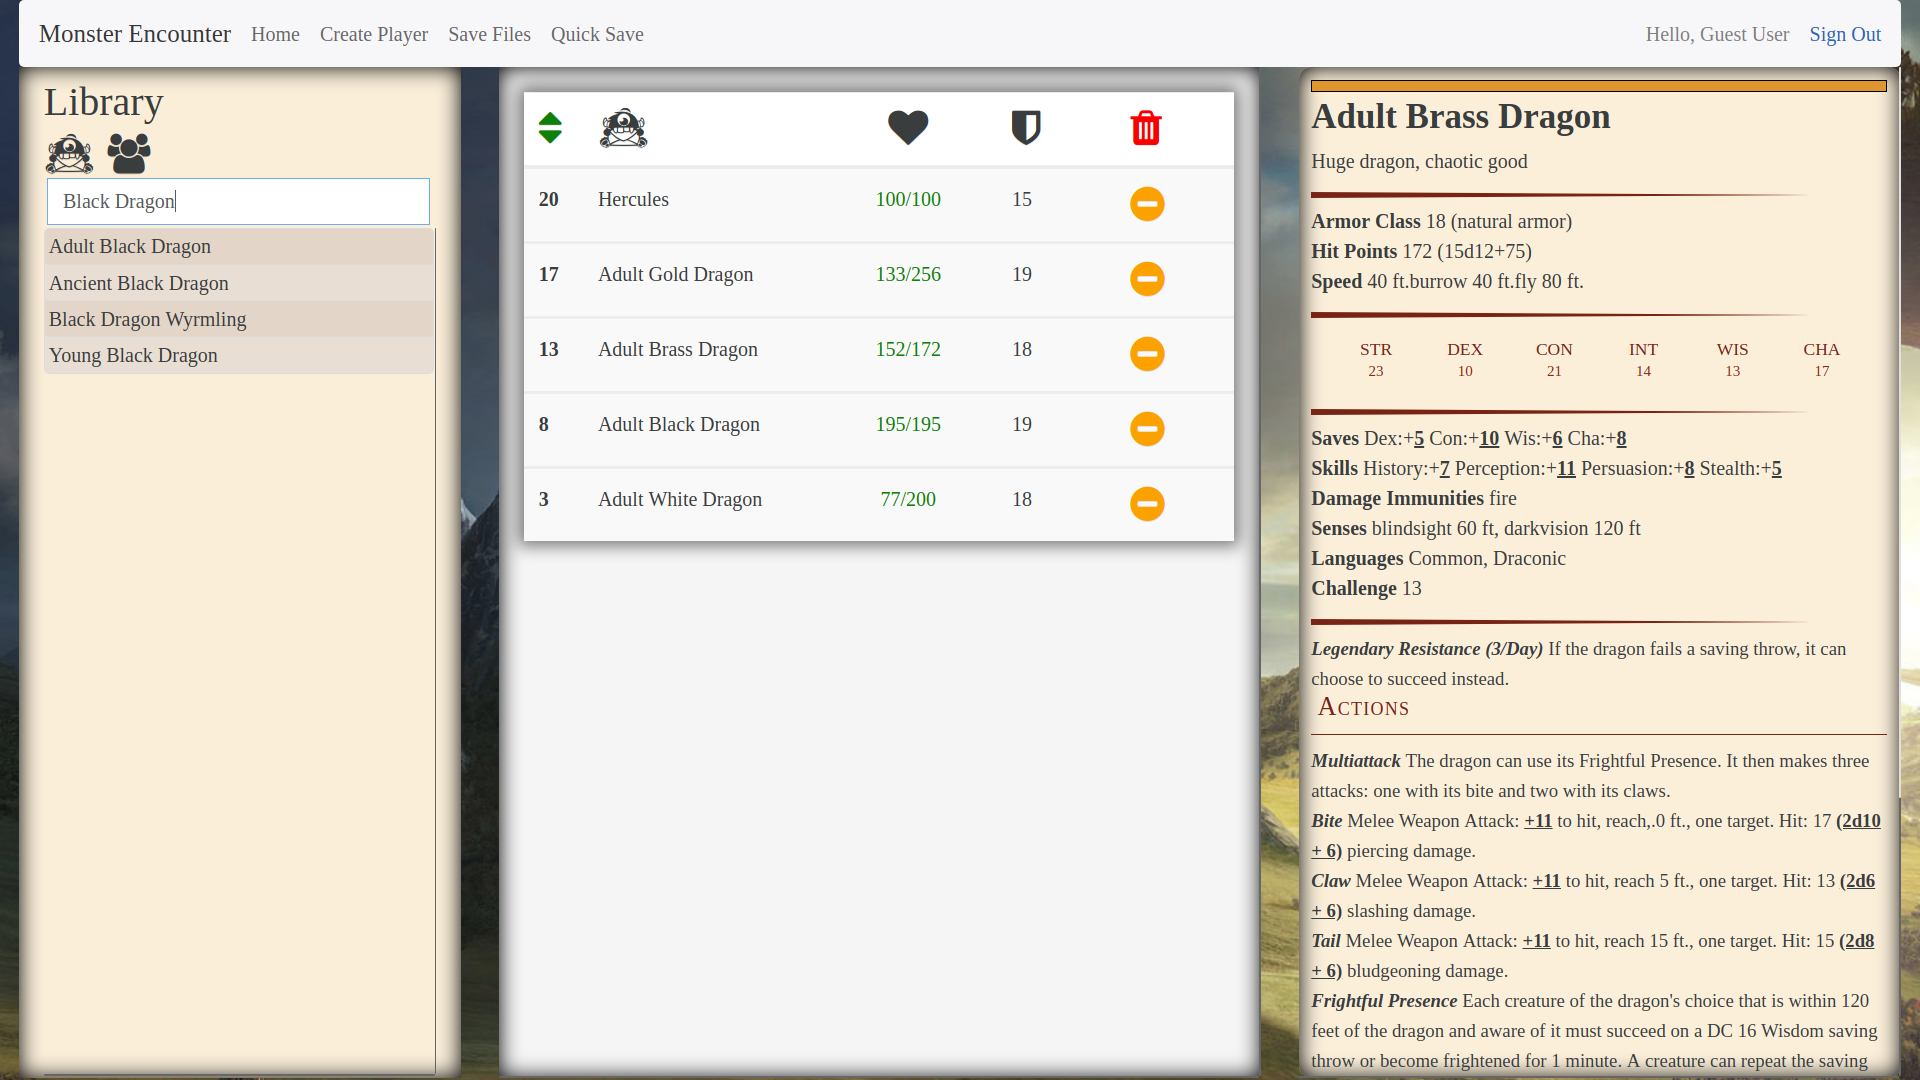 Monster Encounter Home Create Player Save Files Quick Save Hello, Guest User Sign Out
Library
Black Dragon
Adult Black Dragon
Ancient Black Dragon
Black Dragon Wyrmling
Young Black Dragon
20 Hercules 100/100 15
17 Adult Gold Dragon 133/256 19
13 Adult Brass Dragon 152/172 18
8 Adult Black Dragon 195/195 19
3 Adult White Dragon 77/200 18
Adult Brass Dragon
Huge dragon, chaotic good
Armor Class 18 (natural armor)
Hit Points 172 (15d12+75)
Speed 40 ft.burrow 40 ft.fly 80 ft.
STR DEX CON INT WIS CHA
23 10 21 14 13 17
Saves Dex:+5 Con:+10 Wis:+6 Cha:+8
Skills History:+7 Perception:+11 Persuasion:+8 Stealth:+5
Damage Immunities fire
Senses blindsight 60 ft, darkvision 120 ft
Languages Common, Draconic
Challenge 13
Legendary Resistance (3/Day) If the dragon fails a saving throw, it can
choose to succeed instead.
Actions
Multiattack The dragon can use its Frightful Presence. It then makes three
attacks: one with its bite and two with its claws.
Bite Melee Weapon Attack: +11 to hit, reach,.0 ft., one target. Hit: 17 (2d10
+ 6) piercing damage.
Claw Melee Weapon Attack: +11 to hit, reach 5 ft., one target. Hit: 13 (2d6
+ 6) slashing damage.
Tail Melee Weapon Attack: +11 to hit, reach 15 ft., one target. Hit: 15 (2d8
+ 6) bludgeoning damage.
Frightful Presence Each creature of the dragon's choice that is within 120
feet of the dragon and aware of it must succeed on a DC 16 Wisdom saving
throw or become frightened for 1 minute. A creature can repeat the saving